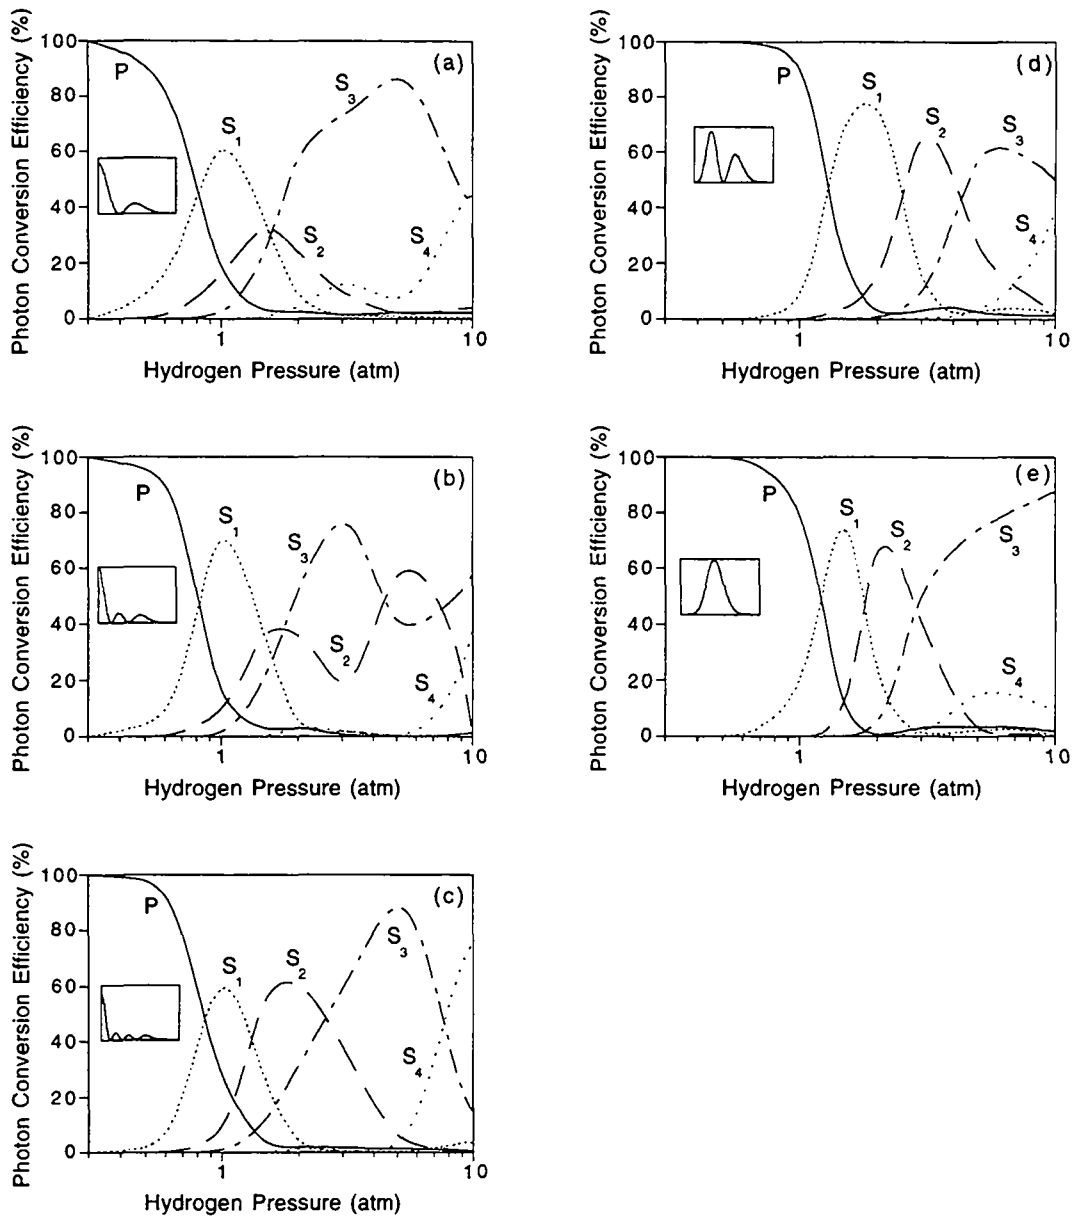 Photon Conversion Efficiency (%)
100
80
60
40
20
0
(a)
P
S1
S2
S3
S4
1
10
Hydrogen Pressure (atm)
Photon Conversion Efficiency (%)
100
80
60
40
20
0
(b)
P
S1
S2
S3
S4
1
10
Hydrogen Pressure (atm)
Photon Conversion Efficiency (%)
100
80
60
40
20
0
(c)
P
S1
S2
S3
S4
1
10
Hydrogen Pressure (atm)
Photon Conversion Efficiency (%)
100
80
60
40
20
0
(d)
P
S1
S2
S3
S4
1
10
Hydrogen Pressure (atm)
Photon Conversion Efficiency (%)
100
80
60
40
20
0
(e)
P
S1
S2
S3
S4
1
10
Hydrogen Pressure (atm)